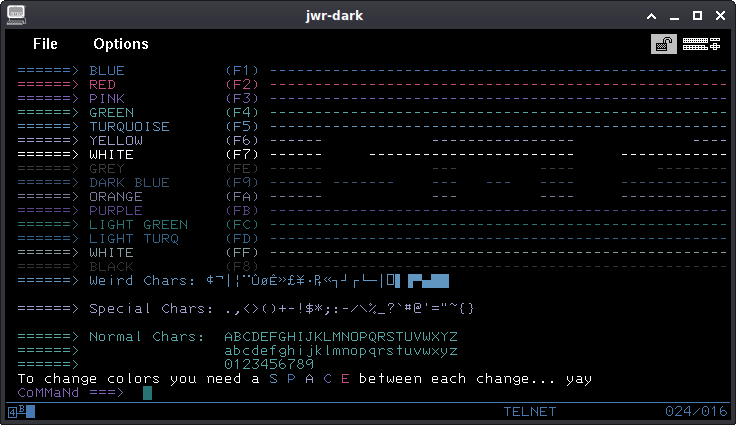 jwr-dark
File Options
======> BLUE (F1) ---------------------------------------------------
======> RED (F2) ---------------------------------------------------
======> PINK (F3) ---------------------------------------------------
======> GREEN (F4) ---------------------------------------------------
======> TURQUOISE (F5) ---------------------------------------------------
======> YELLOW (F6) ------ ---------------- ----
======> WHITE (F7) ------ ----------------------- ------------
======> GREY (FE) --- ---
======> DARK BLUE (F9) ------ ------- --- --- ------------
======> ORANGE (FA) ------ --- --- ------------
======> PURPLE (FB) ---------------------------------------------------
======> LIGHT GREEN (FC) ---------------------------------------------------
======> LIGHT TURQ (FD) ---------------------------------------------------
======> WHITE (FF) ------ --- --- ------------
======> BLACK (F8) ---------------------------------------------------
======> Weird Chars:
======> Special Chars: .,<>()+-!$*;:-/\%_?`#@'="~{}
======> Normal Chars: ABCDEFGHIJKLMNOPQRSTUVWXYZ
======> abcdefghijklmnopqrstuvwxyz
======> 0123456789
To change colors you need a S P A C E between each change... yay
CoMMaNd ===>
4B TELNET 024/016